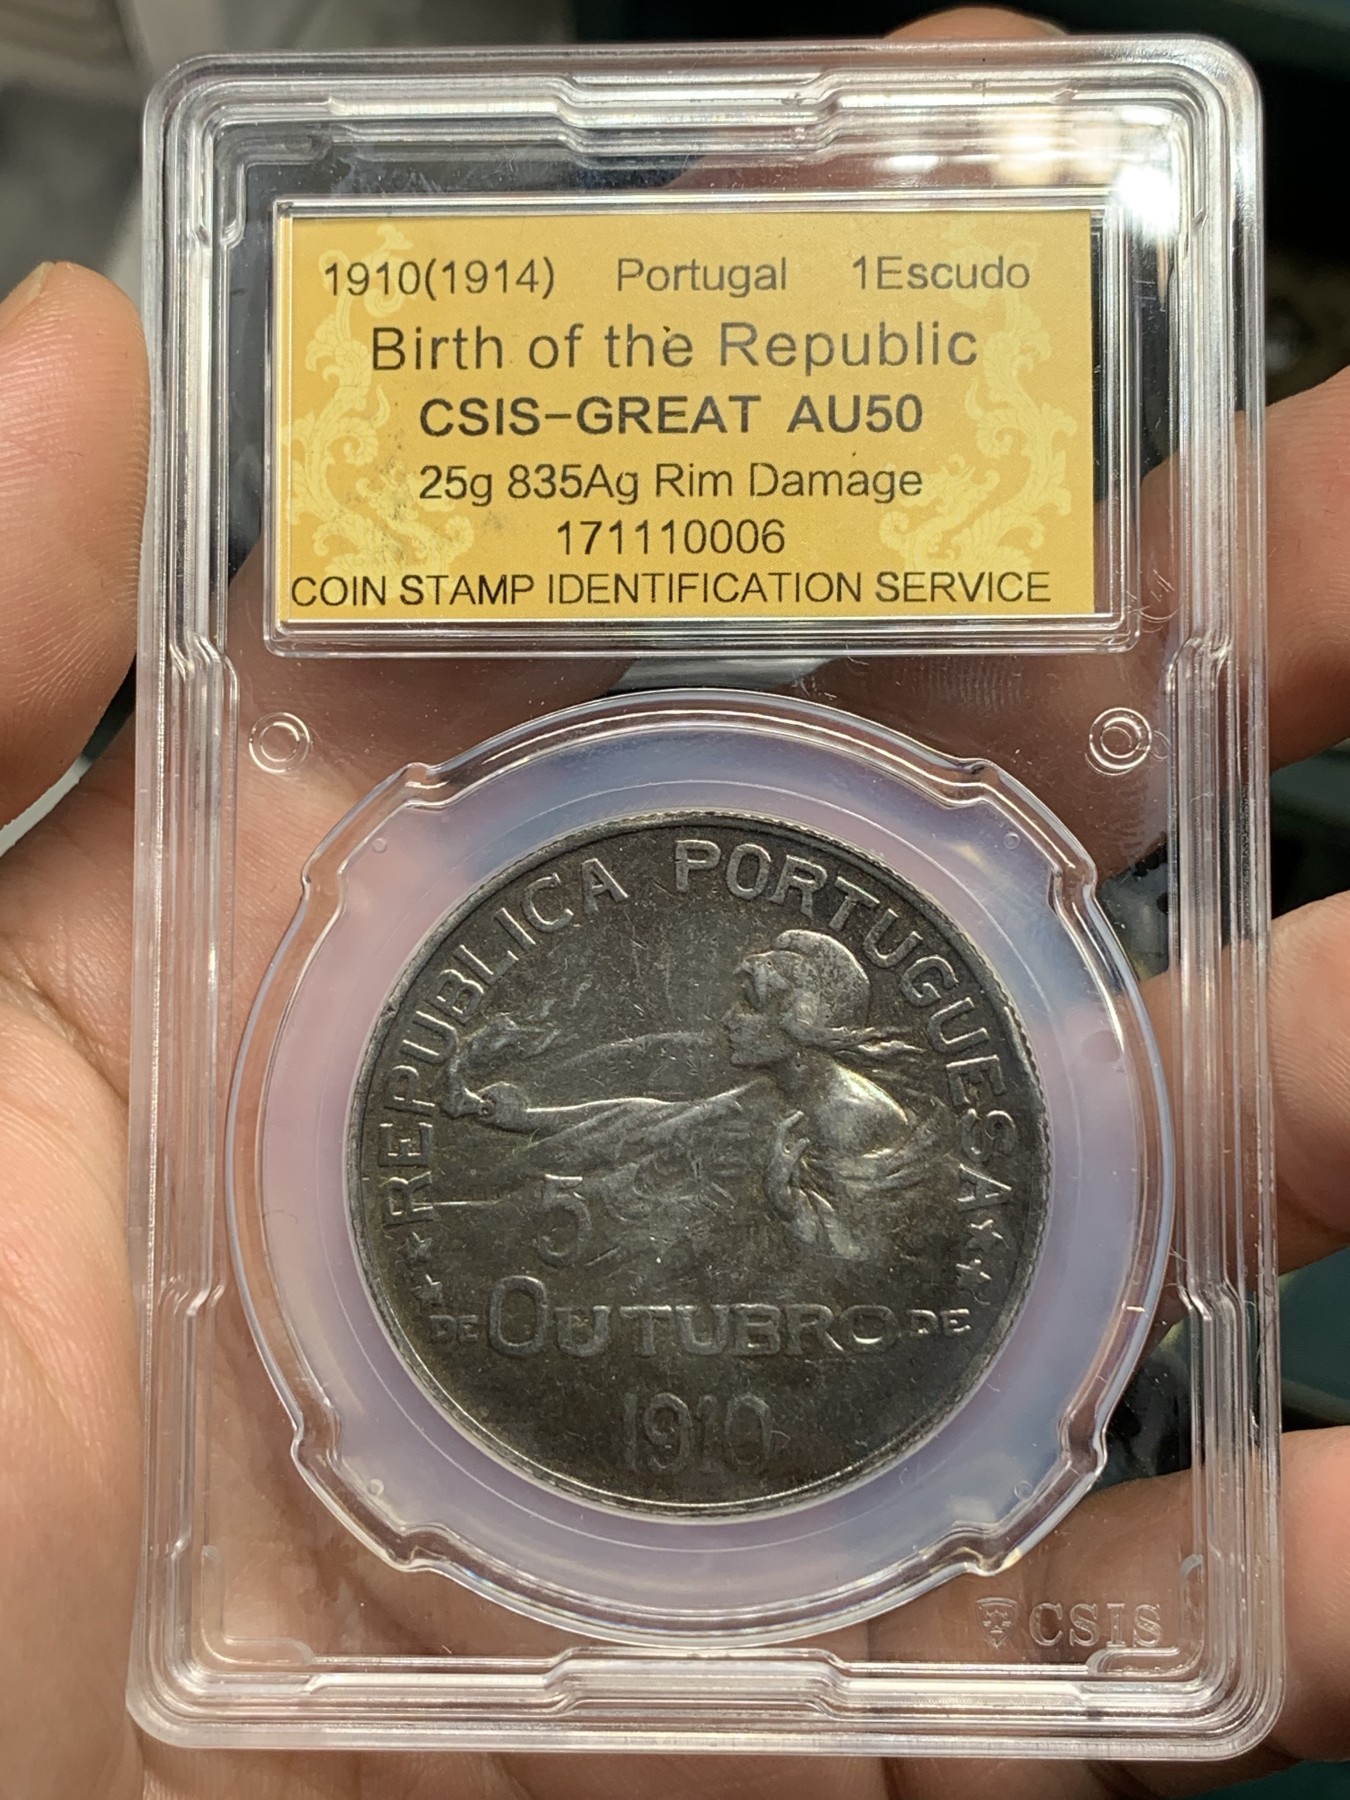 1910(1914) Portugal 1Escudo
Birth of the Republic
CSIS-GREAT AU50
25g 835Ag Rim Damage
171110006
COIN STAMP IDENTIFICATION SERVICE
REPUBLICA PORTUGUESA
5
DE OUTUBRO DE
1910
CSIS